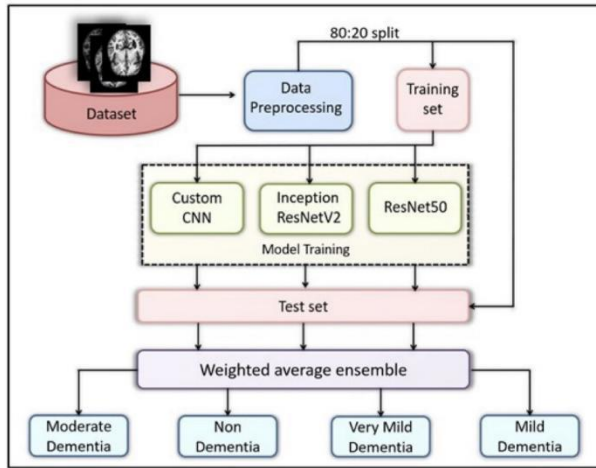 80:20 split
Dataset
Data
Preprocessing
Training
set
Custom
CNN
Inception
ResNetV2
ResNet50
Model Training
Test set
Weighted average ensemble
Moderate
Dementia
Non
Dementia
Very Mild
Dementia
Mild
Dementia